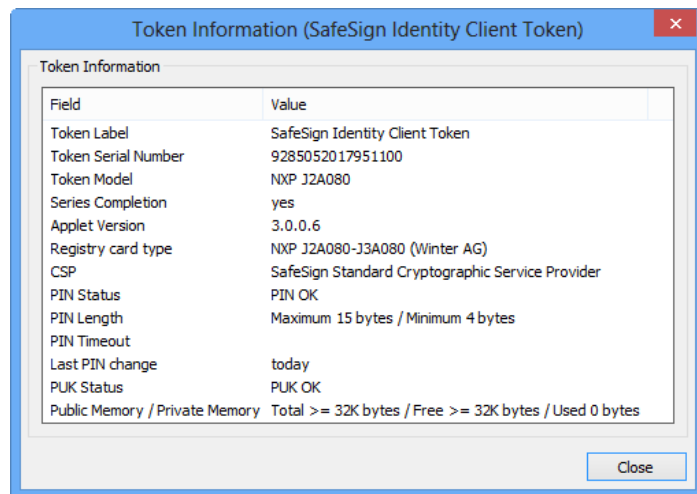 Token Information (SafeSign Identity Client Token)
Token Information
Field Value
Token Label SafeSign Identity Client Token
Token Serial Number 9285052017951100
Token Model NXP J2A080
Series Completion yes
Applet Version 3.0.0.6
Registry card type NXP J2A080-J3A080 (Winter AG)
CSP SafeSign Standard Cryptographic Service Provider
PIN Status PIN OK
PIN Length Maximum 15 bytes / Minimum 4 bytes
PIN Timeout
Last PIN change today
PUK Status PUK OK
Public Memory / Private Memory Total >= 32K bytes / Free >= 32K bytes / Used 0 bytes
Close